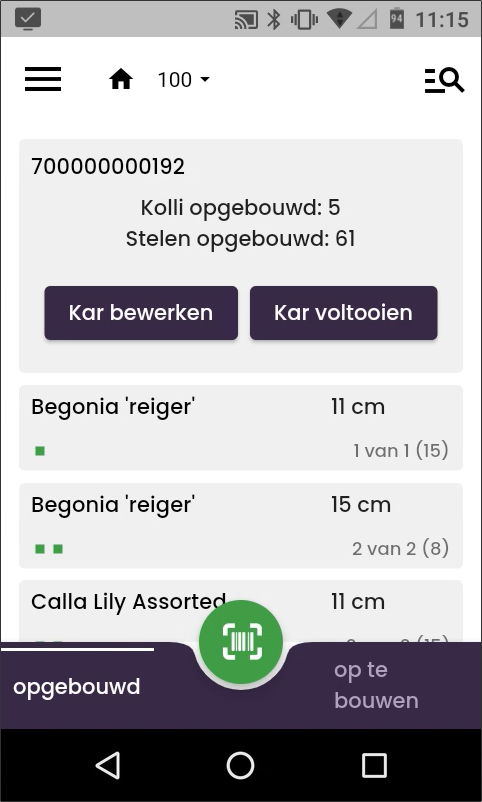 94 11:15
100
700000000192
Kolli opgebouwd: 5
Stelen opgebouwd: 61
Kar bewerken Kar voltooien
Begonia 'reiger' 11 cm
1 van 1 (15)
Begonia 'reiger' 15 cm
2 van 2 (8)
Calla Lily Assorted 11 cm
opgebouwd
op te
bouwen